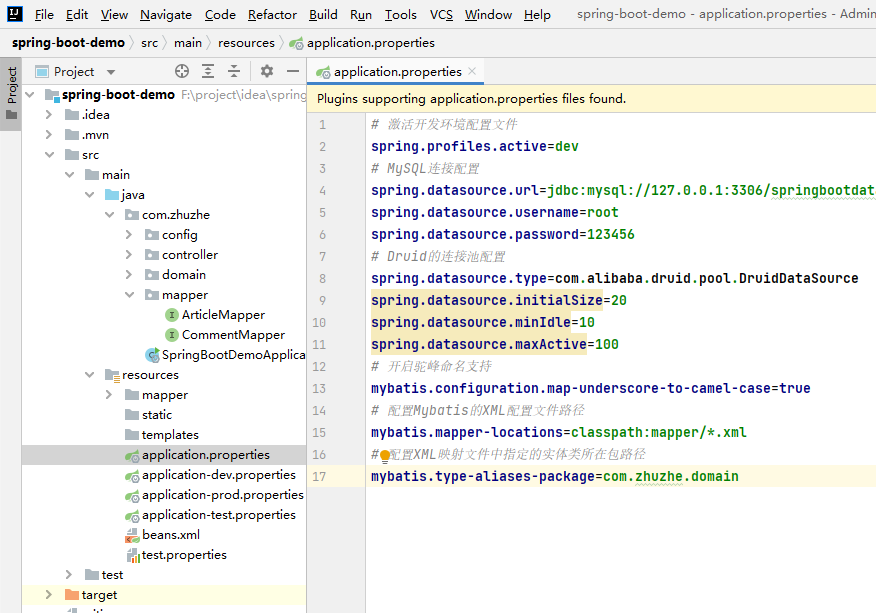 File Edit View Navigate Code Refactor Build Run Tools VCS Window Help spring-boot-demo - application.properties - Admin
spring-boot-demo src main resources application.properties
Project
Project
application.properties
spring-boot-demo F:\project\idea\spring
.idea
.mvn
src
main
java
com.zhuzhe
config
controller
domain
mapper
ArticleMapper
CommentMapper
SpringBootDemoApplica
resources
mapper
static
templates
application.properties
application-dev.properties
application-prod.properties
application-test.properties
beans.xml
test.properties
test
target
Plugins supporting application.properties files found.
1 # 激活开发环境配置文件
2 spring.profiles.active=dev
3 # MySQL连接配置
4 spring.datasource.url=jdbc:mysql://127.0.0.1:3306/springbootdat
5 spring.datasource.username=root
6 spring.datasource.password=123456
7 # Druid的连接池配置
8 spring.datasource.type=com.alibaba.druid.pool.DruidDataSource
9 spring.datasource.initialSize=20
10 spring.datasource.minIdle=10
11 spring.datasource.maxActive=100
12 # 开启驼峰命名支持
13 mybatis.configuration.map-underscore-to-camel-case=true
14 # 配置Mybatis的XML配置文件路径
15 mybatis.mapper-locations=classpath:mapper/*.xml
16 # 配置XML映射文件中指定的实体类所在包路径
17 mybatis.type-aliases-package=com.zhuzhe.domain